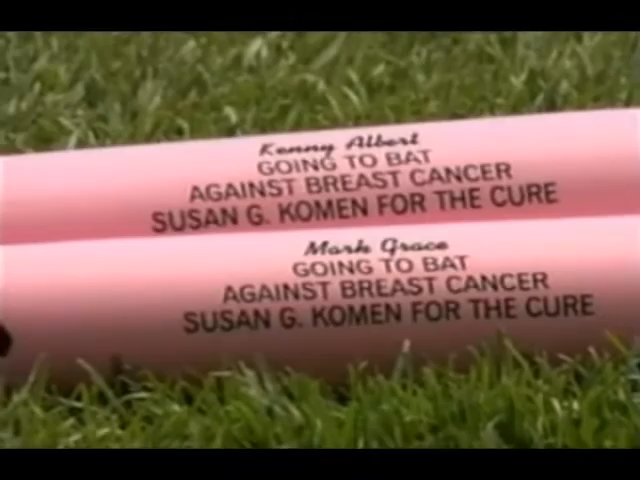 Kenny Albert
GOING TO BAT
AGAINST BREAST CANCER
SUSAN G. KOMEN FOR THE CURE
Mark Grace
GOING TO BAT
AGAINST BREAST CANCER
SUSAN G. KOMEN FOR THE CURE